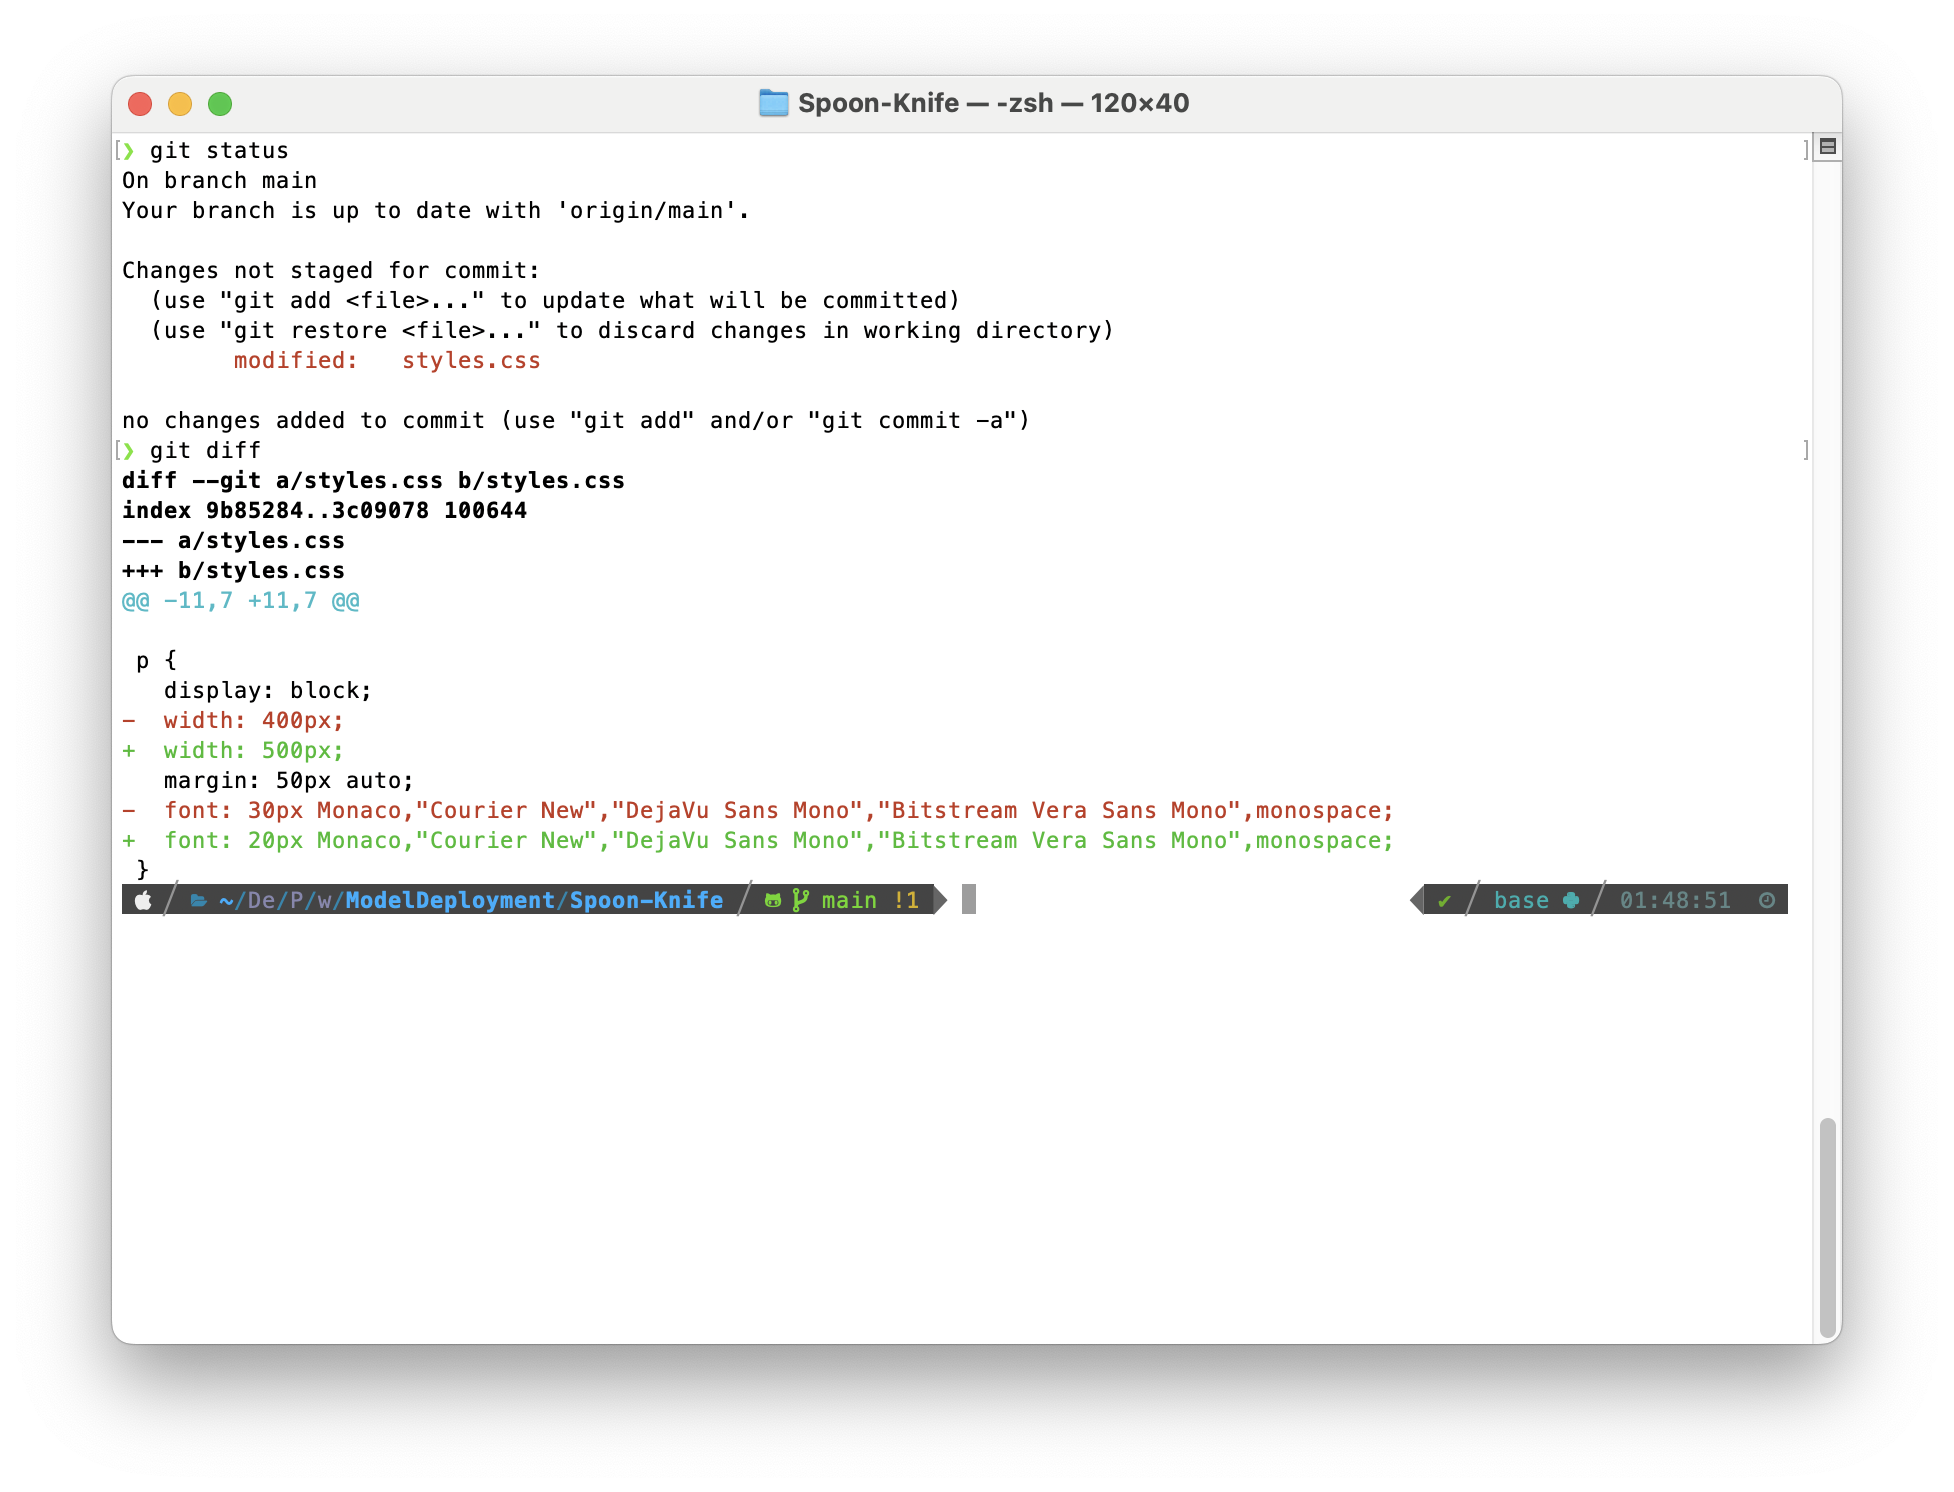 Spoon-Knife — -zsh — 120×40
[❯ git status ]
On branch main
Your branch is up to date with 'origin/main'.

Changes not staged for commit:
  (use "git add <file>..." to update what will be committed)
  (use "git restore <file>..." to discard changes in working directory)
        modified:   styles.css

no changes added to commit (use "git add" and/or "git commit -a")
[❯ git diff ]
diff --git a/styles.css b/styles.css
index 9b85284..3c09078 100644
--- a/styles.css
+++ b/styles.css
@@ -11,7 +11,7 @@

 p {
   display: block;
-  width: 400px;
+  width: 500px;
   margin: 50px auto;
-  font: 30px Monaco,"Courier New","DejaVu Sans Mono","Bitstream Vera Sans Mono",monospace;
+  font: 20px Monaco,"Courier New","DejaVu Sans Mono","Bitstream Vera Sans Mono",monospace;
 }
~/De/P/w/ModelDeployment/Spoon-Knife main !1 ✔ base 01:48:51